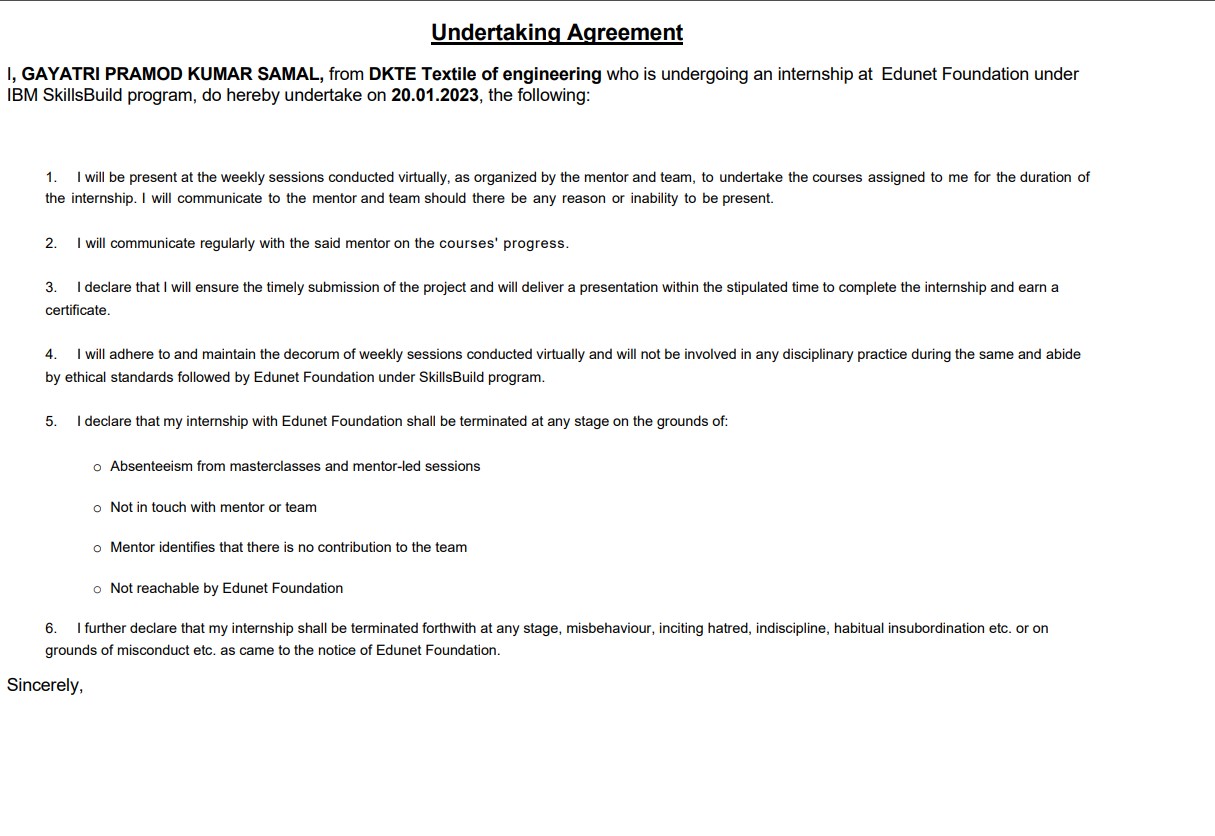 Undertaking Agreement
I, GAYATRI PRAMOD KUMAR SAMAL, from DKTE Textile of engineering who is undergoing an internship at Edunet Foundation under
IBM SkillsBuild program, do hereby undertake on 20.01.2023, the following:
1. I will be present at the weekly sessions conducted virtually, as organized by the mentor and team, to undertake the courses assigned to me for the duration of
the internship. I will communicate to the mentor and team should there be any reason or inability to be present.
2. I will communicate regularly with the said mentor on the courses' progress.
3. I declare that I will ensure the timely submission of the project and will deliver a presentation within the stipulated time to complete the internship and earn a
certificate.
4. I will adhere to and maintain the decorum of weekly sessions conducted virtually and will not be involved in any disciplinary practice during the same and abide
by ethical standards followed by Edunet Foundation under SkillsBuild program.
5. I declare that my internship with Edunet Foundation shall be terminated at any stage on the grounds of:
o Absenteeism from masterclasses and mentor-led sessions
o Not in touch with mentor or team
o Mentor identifies that there is no contribution to the team
o Not reachable by Edunet Foundation
6. I further declare that my internship shall be terminated forthwith at any stage, misbehaviour, inciting hatred, indiscipline, habitual insubordination etc. or on
grounds of misconduct etc. as came to the notice of Edunet Foundation.
Sincerely,